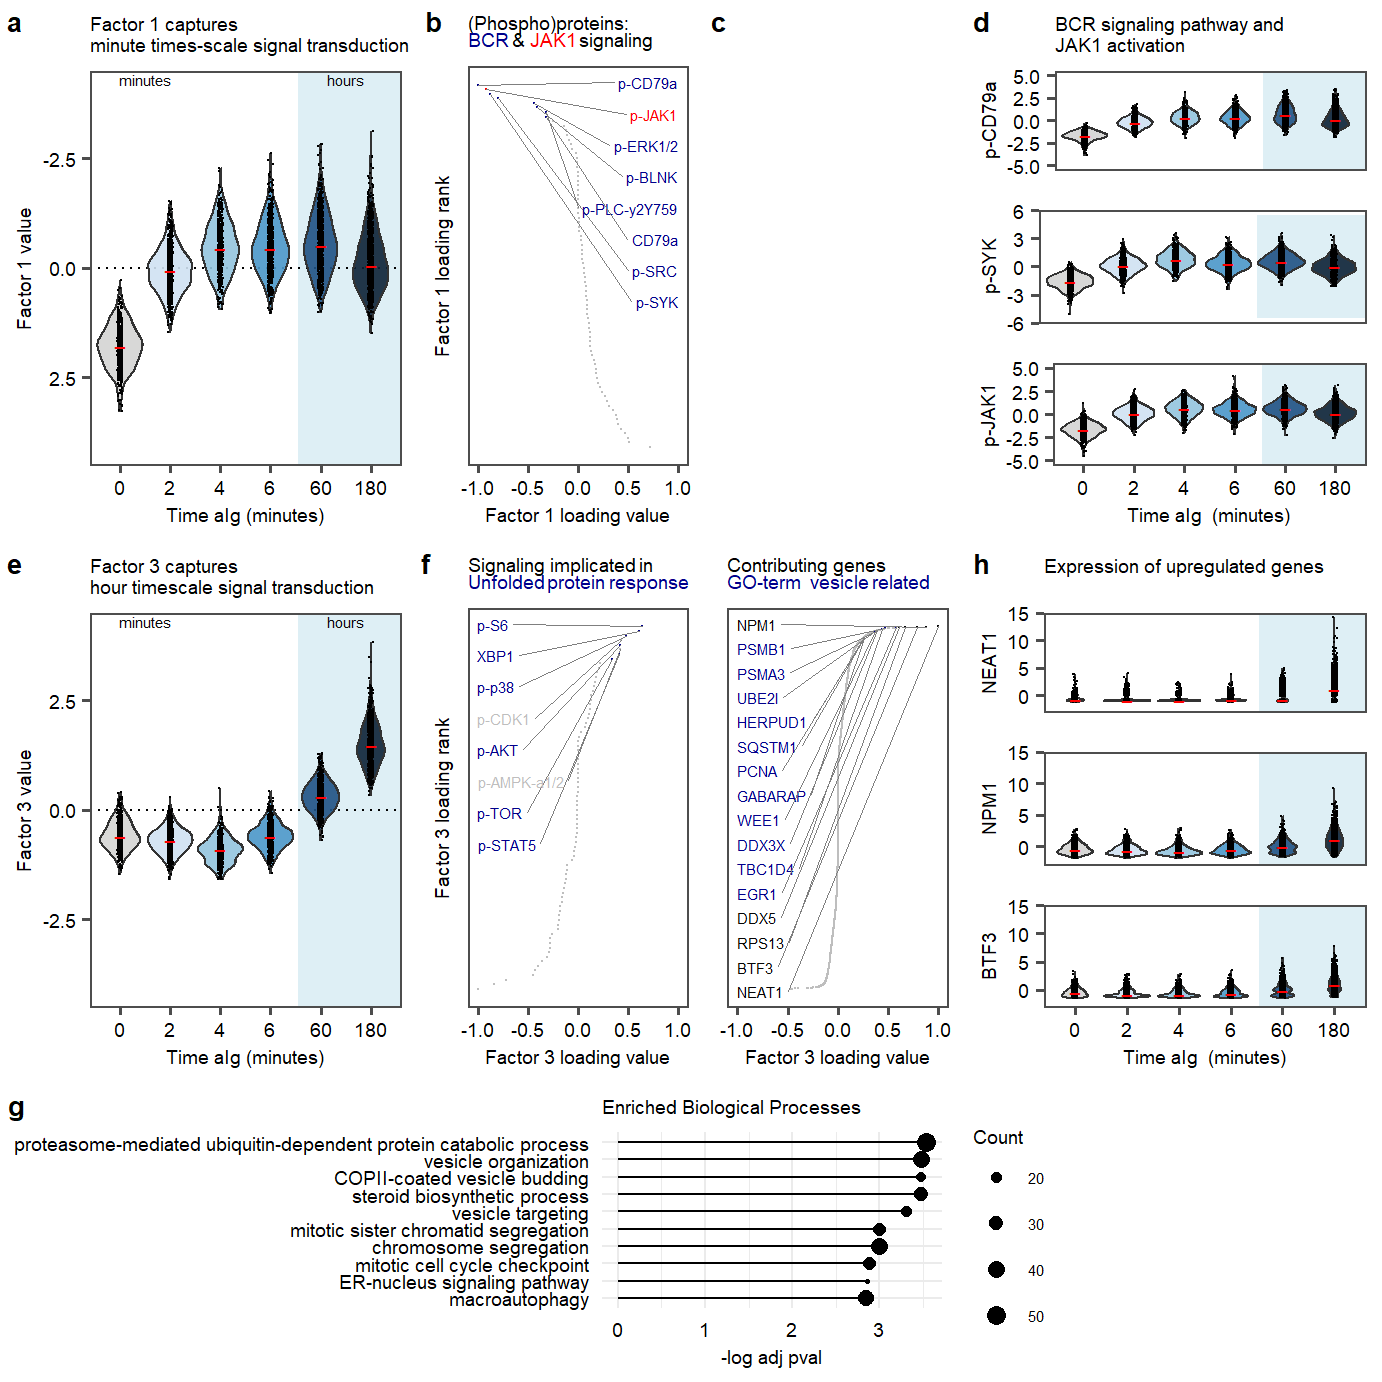 a
Factor 1 captures
minute times-scale signal transduction
minutes
hours
-2.5
0.0
2.5
Factor 1 value
0
2
4
6
60
180
Time aIg (minutes)
b
(Phospho)proteins:
BCR & JAK1 signaling
p-CD79a
p-JAK1
p-ERK1/2
p-BLNK
p-PLC-y2Y759
CD79a
p-SRC
p-SYK
Factor 1 loading rank
-1.0
-0.5
0.0
0.5
1.0
Factor 1 loading value
c
d
BCR signaling pathway and
JAK1 activation
p-CD79a
5.0
2.5
0.0
-2.5
-5.0
p-SYK
6
3
0
-3
-6
p-JAK1
5.0
2.5
0.0
-2.5
-5.0
0
2
4
6
60
180
Time aIg (minutes)
e
Factor 3 captures
hour timescale signal transduction
minutes
hours
2.5
0.0
-2.5
Factor 3 value
0
2
4
6
60
180
Time aIg (minutes)
f
Signaling implicated in
Unfolded protein response
p-S6
XBP1
p-p38
p-CDK1
p-AKT
p-AMPK-a1/2
p-TOR
p-STAT5
Factor 3 loading rank
-1.0
-0.5
0.0
0.5
1.0
Factor 3 loading value
Contributing genes
GO-term vesicle related
NPM1
PSMB1
PSMA3
UBE2I
HERPUD1
SQSTM1
PCNA
GABARAP
WEE1
DDX3X
TBC1D4
EGR1
DDX5
RPS13
BTF3
NEAT1
-1.0
-0.5
0.0
0.5
1.0
Factor 3 loading value
h
Expression of upregulated genes
NEAT1
15
10
5
0
NPM1
15
10
5
0
BTF3
15
10
5
0
0
2
4
6
60
180
Time aIg (minutes)
g
Enriched Biological Processes
proteasome-mediated ubiquitin-dependent protein catabolic process
vesicle organization
COPII-coated vesicle budding
steroid biosynthetic process
vesicle targeting
mitotic sister chromatid segregation
chromosome segregation
mitotic cell cycle checkpoint
ER-nucleus signaling pathway
macroautophagy
0
1
2
3
-log adj pval
Count
20
30
40
50